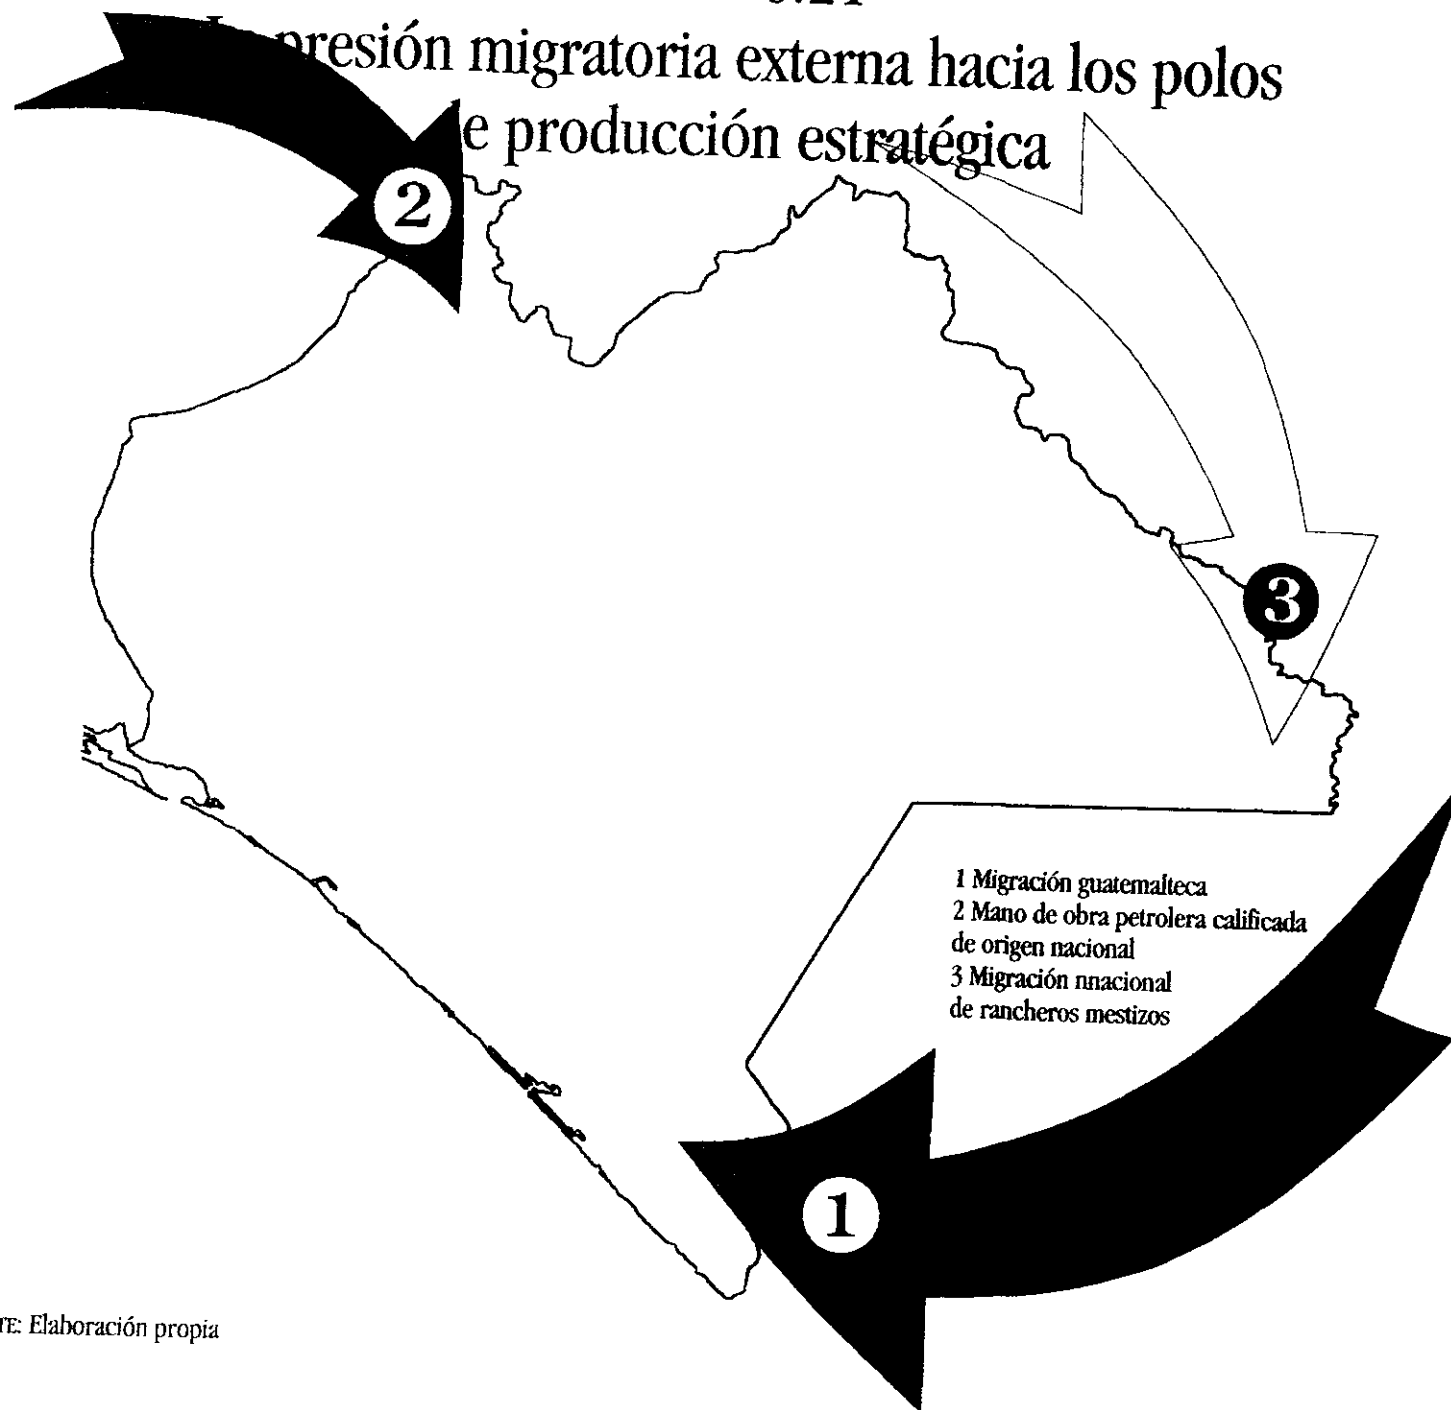 presión migratoria externa hacia los polos
e producción estratégica
2
3
1 Migración guatemalteca
2 Mano de obra petrolera calificada
de origen nacional
3 Migración nnacional
de rancheros mestizos
1
TE: Elaboración propia